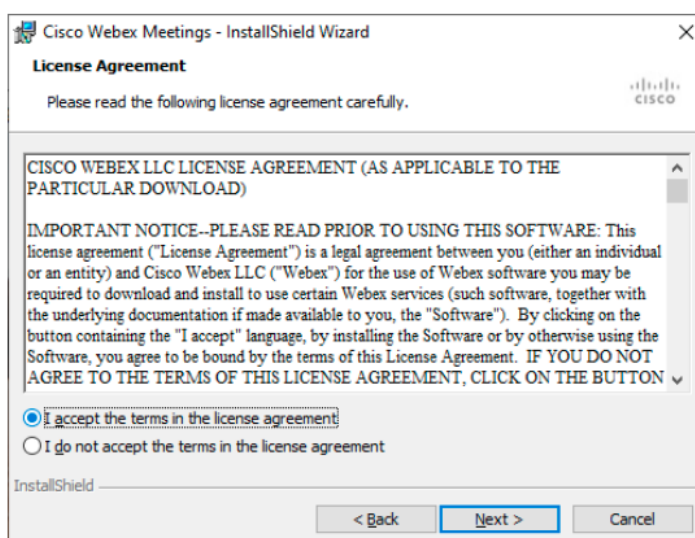 Cisco Webex Meetings - InstallShield Wizard
License Agreement
Please read the following license agreement carefully.
CISCO
CISCO WEBEX LLC LICENSE AGREEMENT (AS APPLICABLE TO THE
PARTICULAR DOWNLOAD)
IMPORTANT NOTICE--PLEASE READ PRIOR TO USING THIS SOFTWARE: This
license agreement ("License Agreement") is a legal agreement between you (either an individual
or an entity) and Cisco Webex LLC ("Webex") for the use of Webex software you may be
required to download and install to use certain Webex services (such software, together with
the underlying documentation if made available to you, the "Software").  By clicking on the
button containing the "I accept" language, by installing the Software or by otherwise using the
Software, you agree to be bound by the terms of this License Agreement.  IF YOU DO NOT
AGREE TO THE TERMS OF THIS LICENSE AGREEMENT, CLICK ON THE BUTTON
I accept the terms in the license agreement
I do not accept the terms in the license agreement
InstallShield
< Back Next > Cancel